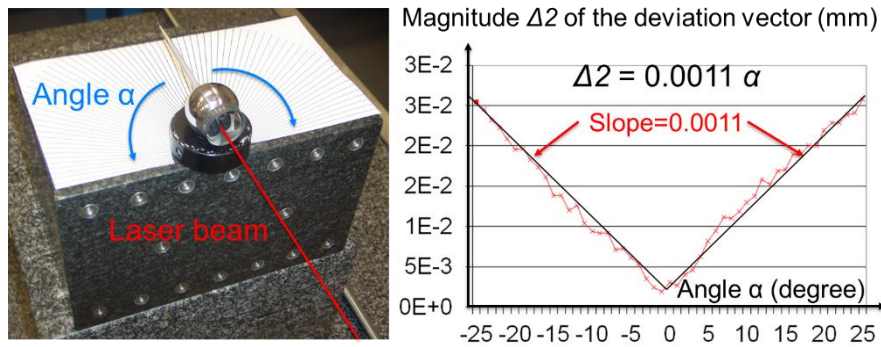 Angle α
Laser beam
Magnitude Δ2 of the deviation vector (mm)
3E-2
3E-2
2E-2
2E-2
1E-2
5E-3
0E+0
Δ2 = 0.0011 α
Slope=0.0011
Angle α (degree)
-25 -20 -15 -10 -5 0 5 10 15 20 25